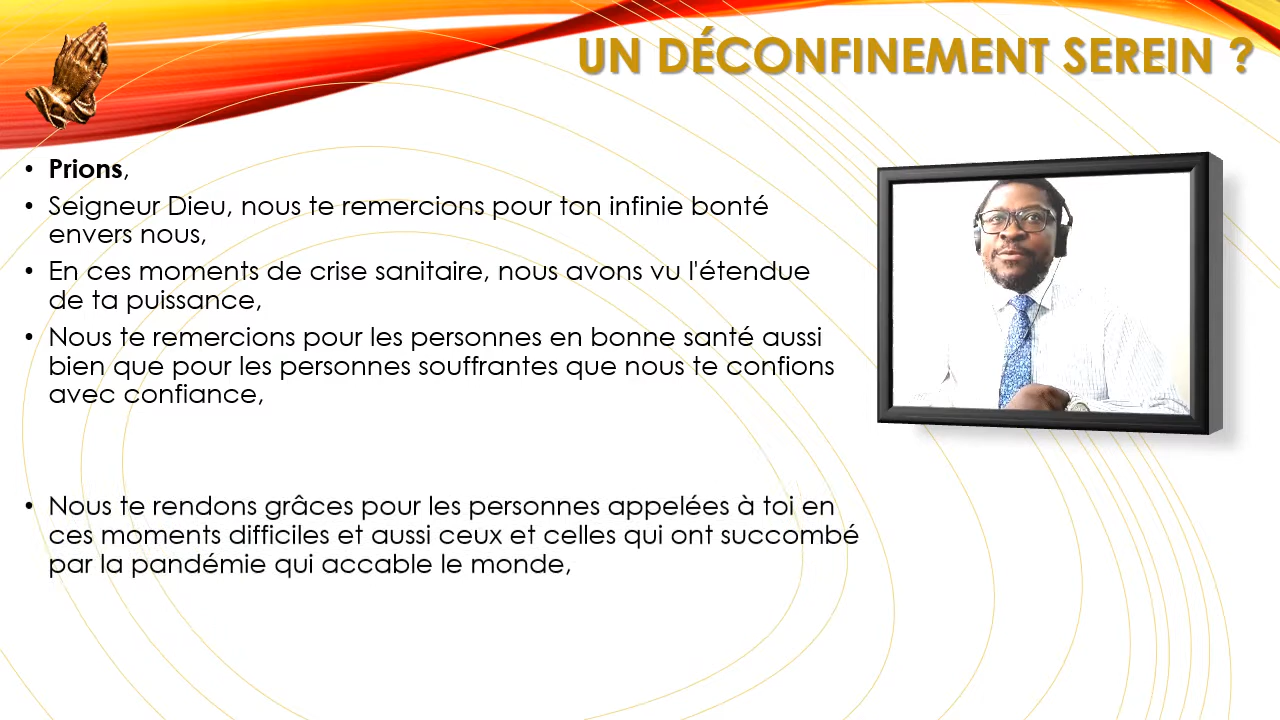 UN DÉCONFINEMENT SEREIN ?
• Prions,
• Seigneur Dieu, nous te remercions pour ton infinie bonté
envers nous,
• En ces moments de crise sanitaire, nous avons vu l'étendue
de ta puissance,
• Nous te remercions pour les personnes en bonne santé aussi
bien que pour les personnes souffrantes que nous te confions
avec confiance,
• Nous te rendons grâces pour les personnes appelées à toi en
ces moments difficiles et aussi ceux et celles qui ont succombé
par la pandémie qui accable le monde,